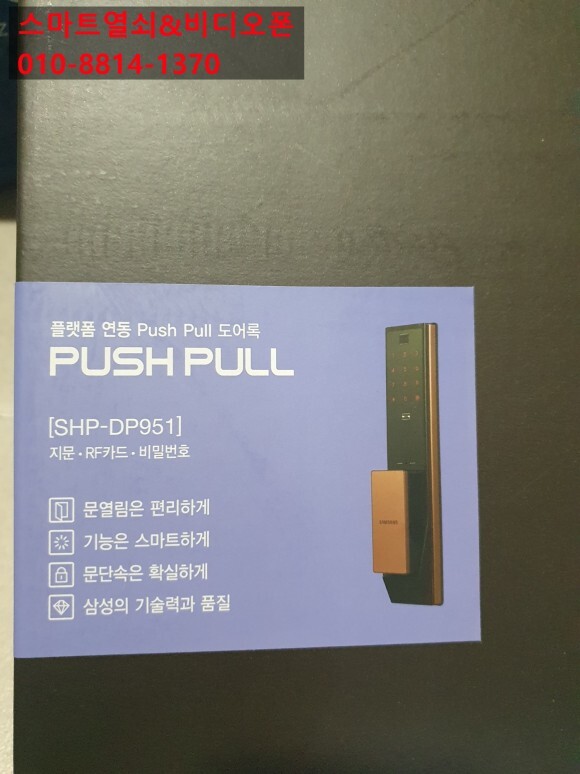 스마트열쇠&비디오폰
010-8814-1370
플랫폼 연동 Push Pull 도어록
PUSH PULL
[SHP-DP951]
지문·RF카드·비밀번호
문열림은 편리하게
기능은 스마트하게
문단속은 확실하게
삼성의 기술력과 품질